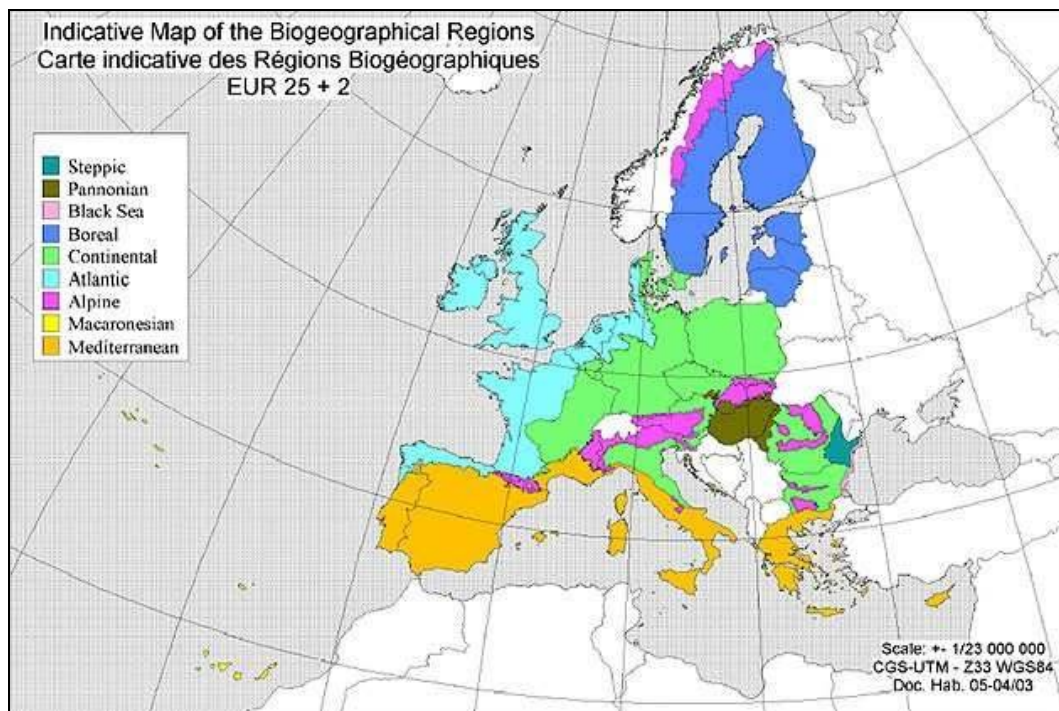 Indicative Map of the Biogeographical Regions
Carte indicative des Régions Biogéographiques
EUR 25 + 2
Steppic
Pannonian
Black Sea
Boreal
Continental
Atlantic
Alpine
Macaronesian
Mediterranean
Scale: +- 1/23 000 000
CGS-UTM - Z33 WGS84
Doc. Hab. 05-04/03